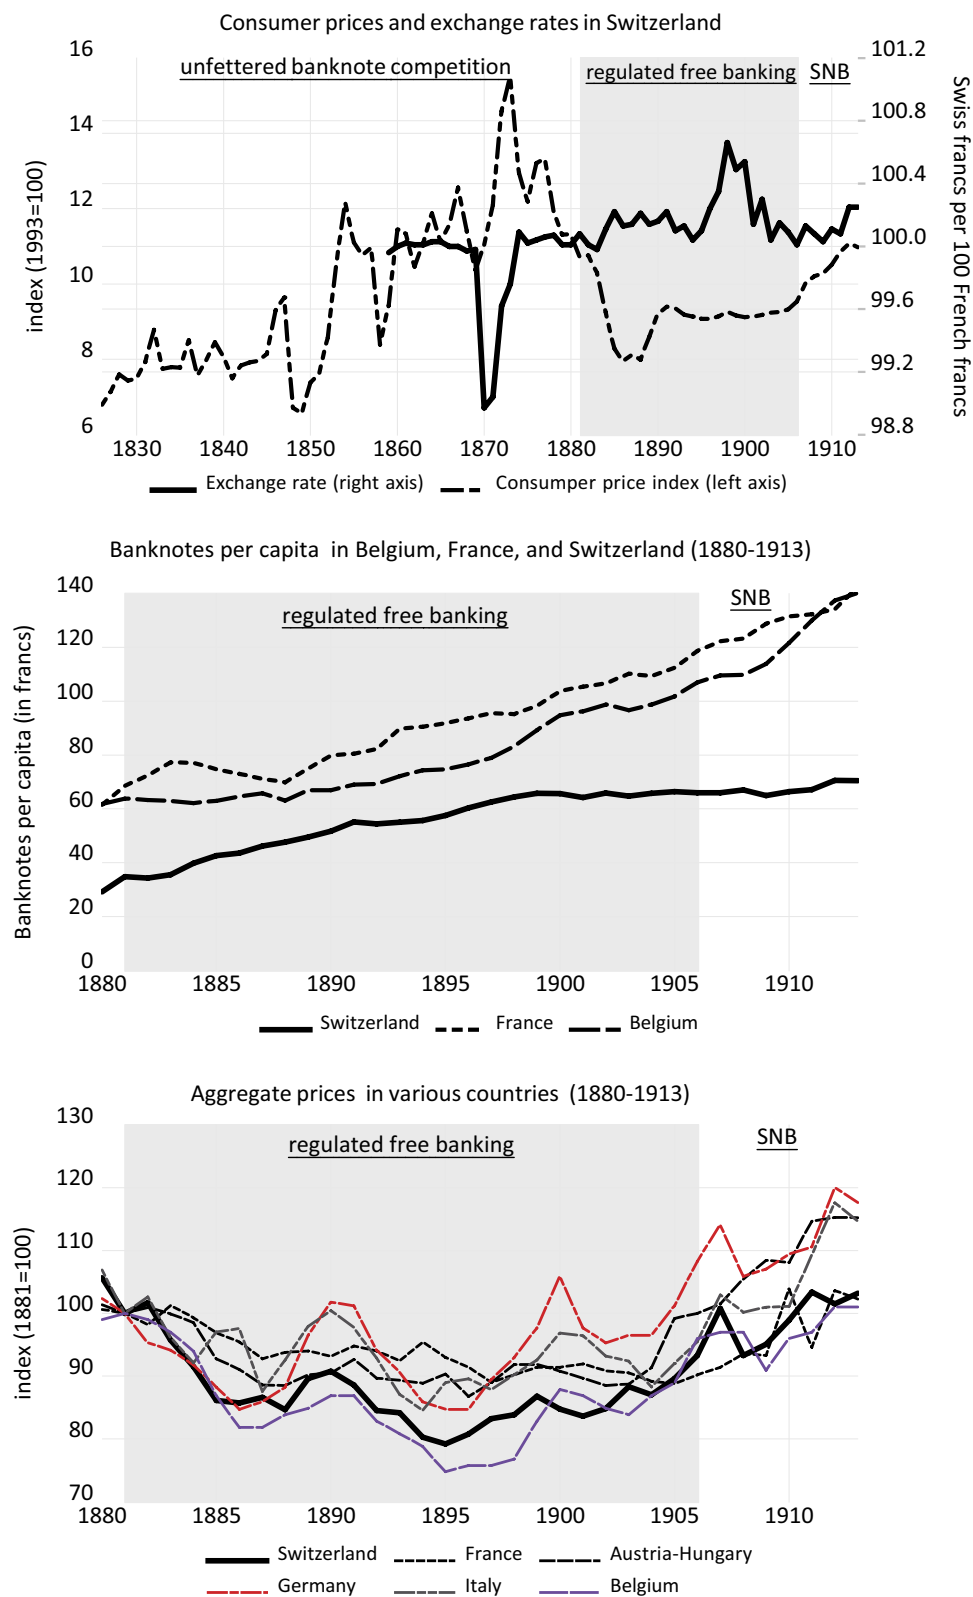 Consumer prices and exchange rates in Switzerland
16 101.2
unfettered banknote competition regulated free banking SNB
14 100.8
12 100.4
100.0
10 99.6
8 99.2
6 98.8
index (1993=100)
Swiss francs per 100 French francs
1830 1840 1850 1860 1870 1880 1890 1900 1910
Exchange rate (right axis) Consumper price index (left axis)
Banknotes per capita in Belgium, France, and Switzerland (1880-1913)
140
regulated free banking SNB
120
100
80
60
40
20
0
Banknotes per capita (in francs)
1880 1885 1890 1895 1900 1905 1910
Switzerland France Belgium
Aggregate prices in various countries (1880-1913)
130
regulated free banking SNB
120
110
100
90
80
70
index (1881=100)
1880 1885 1890 1895 1900 1905 1910
Switzerland France Austria-Hungary
Germany Italy Belgium